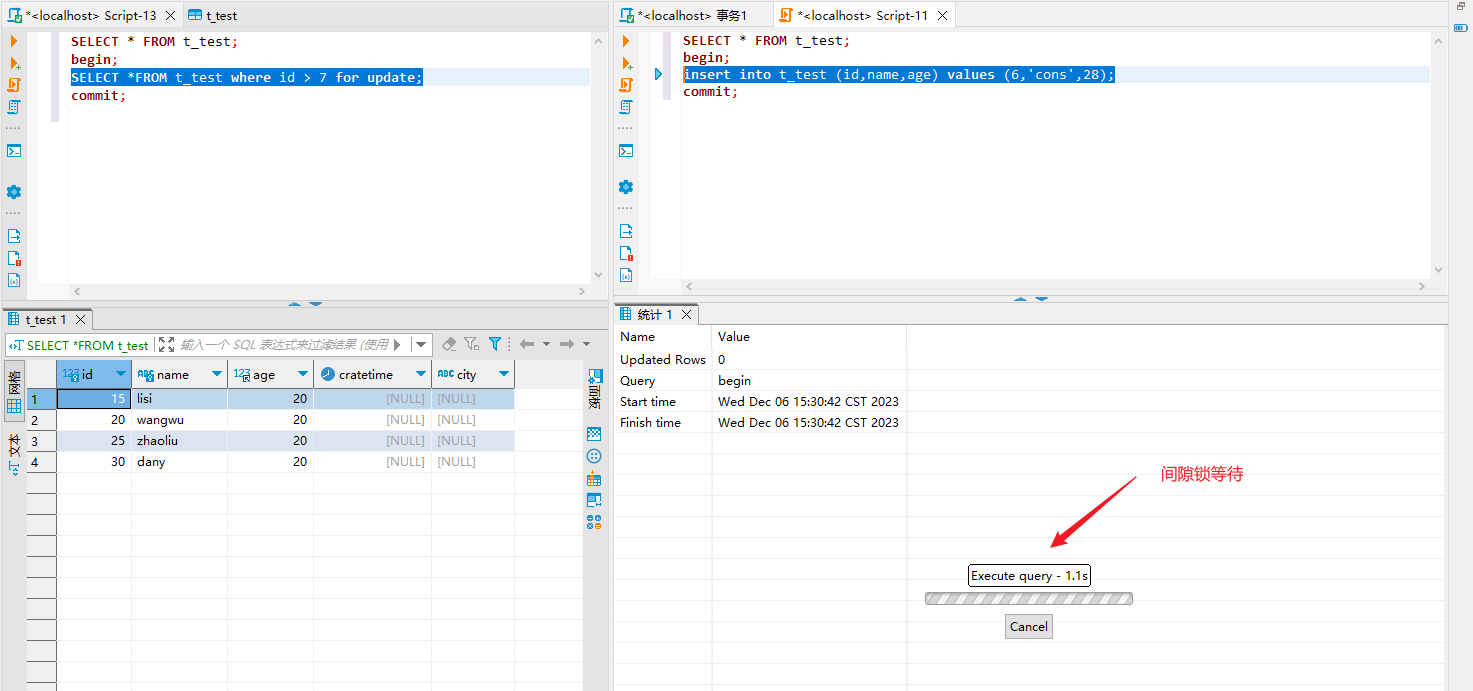 *<localhost> Script-13
t_test
SELECT * FROM t_test;
begin;
SELECT *FROM t_test where id > 7 for update;
commit;
t_test 1
SELECT *FROM t_test
输入一个 SQL 表达式来过滤结果 (使用
网格
文本
123 id
ABC name
123 age
cratetime
ABC city
1 15 lisi 20 [NULL] [NULL]
2 20 wangwu 20 [NULL] [NULL]
3 25 zhaoliu 20 [NULL] [NULL]
4 30 dany 20 [NULL] [NULL]
面板
*<localhost> 事务1
*<localhost> Script-11
SELECT * FROM t_test;
begin;
insert into t_test (id,name,age) values (6,'cons',28);
commit;
统计 1
Name Value
Updated Rows 0
Query begin
Start time Wed Dec 06 15:30:42 CST 2023
Finish time Wed Dec 06 15:30:42 CST 2023
间隙锁等待
Execute query - 1.1s
Cancel